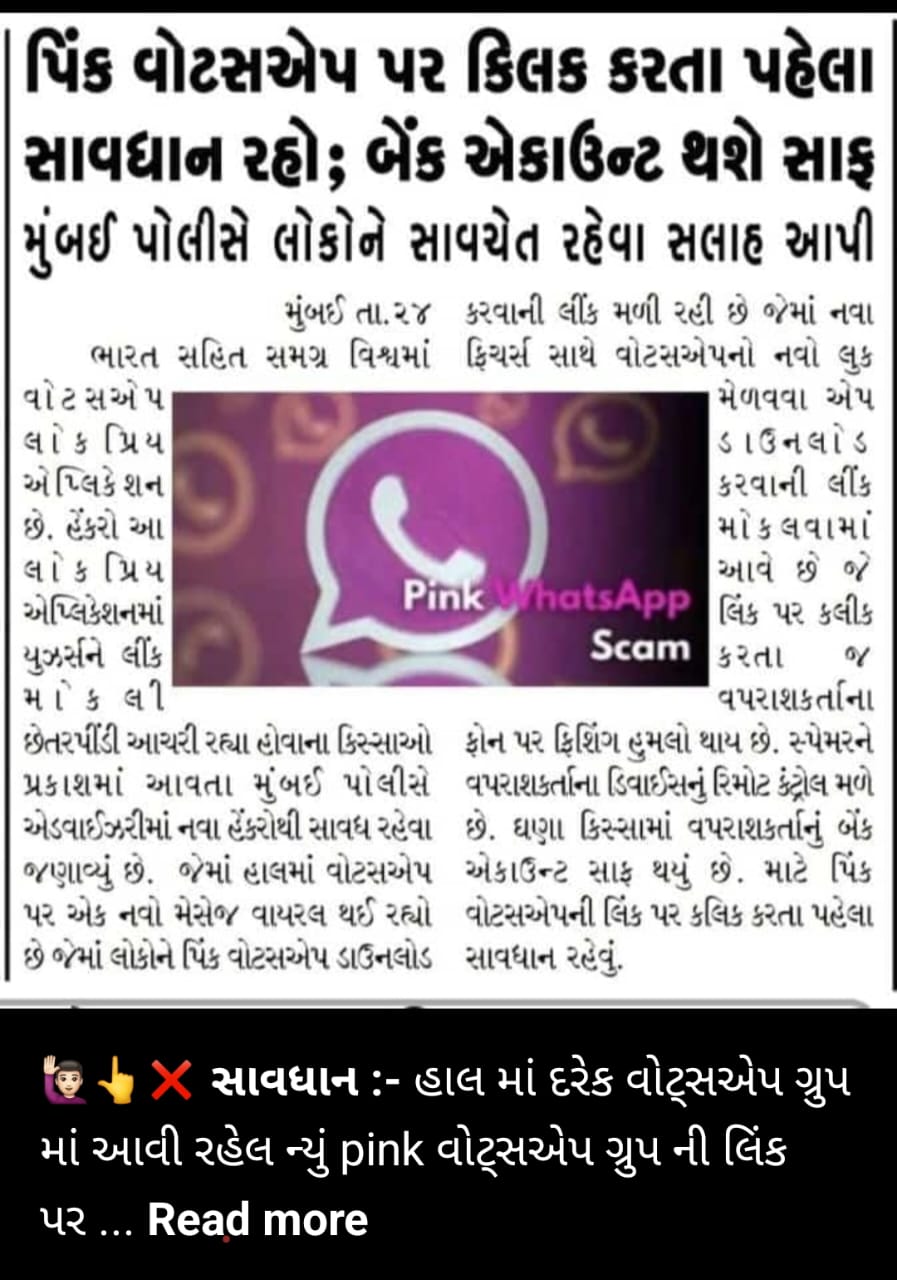 પિંક વોટસએપ પર કિલક કરતા પહેલા
સાવધાન રહો; બેંક એકાઉન્ટ થશે સાફ
મુંબઈ પોલીસે લોકોને સાવચેત રહેવા સલાહ આપી
મુંબઈ તા.૨૪
ભારત સહિત સમગ્ર વિશ્વમાં
વોટસએપ
લોકપ્રિય
એપ્લિકેશન
છે. હેંકરો આ
લોકપ્રિય
એપ્લિકેશનમાં
યુઝર્સને લીંક
મોકલી
છેતરપીંડી આચરી રહ્યા હોવાના કિસ્સાઓ
પ્રકાશમાં આવતા મુંબઈ પોલીસે
એડવાઈઝરીમાં નવા હેંકરોથી સાવધ રહેવા
જણાવ્યું છે. જેમાં હાલમાં વોટસએપ
પર એક નવો મેસેજ વાયરલ થઈ રહ્યો
છે જેમાં લોકોને પિંક વોટસએપ ડાઉનલોડ
કરવાની લીંક મળી રહી છે જેમાં નવા
ફિચર્સ સાથે વોટસએપનો નવો લુક
મેળવવા એપ
ડાઉનલોડ
કરવાની લીંક
મોકલવામાં
આવે છે જે
લિંક પર કલીક
કરતા જ
વપરાશકર્તાના
ફોન પર ફિશિંગ હુમલો થાય છે. સ્પેમરને
વપરાશકર્તાના ડિવાઈસનું રિમોટ કંટ્રોલ મળે
છે. ઘણા કિસ્સામાં વપરાશકર્તાનું બેંક
એકાઉન્ટ સાફ થયું છે. માટે પિંક
વોટસએપની લિંક પર કલિક કરતા પહેલા
સાવધાન રહેવું.
Pink WhatsApp
Scam
🙋🏻‍♂️👆❌ સાવધાન :- હાલ માં દરેક વોટ્સએપ ગ્રુપ
માં આવી રહેલ ન્યું pink વોટ્સએપ ગ્રુપ ની લિંક
પર ... Read more